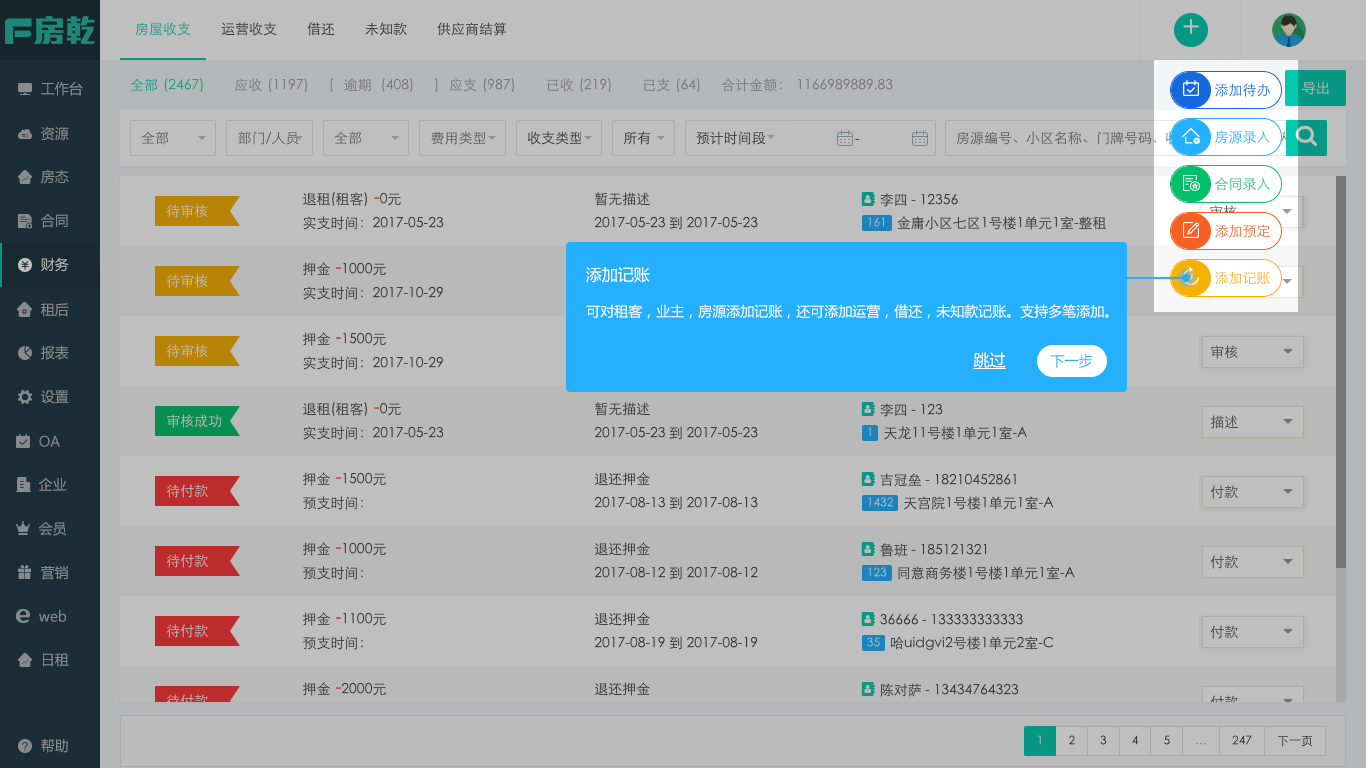 房乾
房屋收支 运营收支 借还 未知款 供应商结算
工作台
资源
房态
合同
财务
租后
报表
设置
OA
企业
会员
营销
web
日租
帮助
全部 (2467) 应收 (1197) [ 逾期 (408) ] 应支 (987) 已收 (219) 已支 (64) 合计金额： 1166989889.83
导出
全部 部门/人员 全部 费用类型 收支类型 所有 预计时间段 - 房源编号、小区名称、门牌号码、
添加待办
房源录入
合同录入
添加预定
添加记账
待审核 退租(租客) -0元 暂无描述 李四 - 12356 审核
实支时间：2017-05-23 2017-05-23 到 2017-05-23 161 金庸小区七区1号楼1单元1室-整租
待审核 押金 -1000元
实支时间：2017-10-29
待审核 押金 -1500元 审核
实支时间：2017-10-29
添加记账
可对租客，业主，房源添加记账，还可添加运营，借还，未知款记账。支持多笔添加。
跳过 下一步
审核成功 退租(租客) -0元 暂无描述 李四 - 123 描述
实支时间：2017-05-23 2017-05-23 到 2017-05-23 1 天龙11号楼1单元1室-A
待付款 押金 -1500元 退还押金 吉冠垒 - 18210452861 付款
预支时间： 2017-08-13 到 2017-08-13 1432 天宫院1号楼1单元1室-A
待付款 押金 -1000元 退还押金 鲁班 - 185121321 付款
预支时间： 2017-08-12 到 2017-08-12 123 同意商务楼1号楼1单元1室-A
待付款 押金 -1100元 退还押金 36666 - 133333333333 付款
预支时间： 2017-08-19 到 2017-08-19 35 哈uidgvi2号楼1单元2室-C
待付款 押金 -2000元 退还押金 陈对萨 - 13434764323 付款
1 2 3 4 5 ... 247 下一页